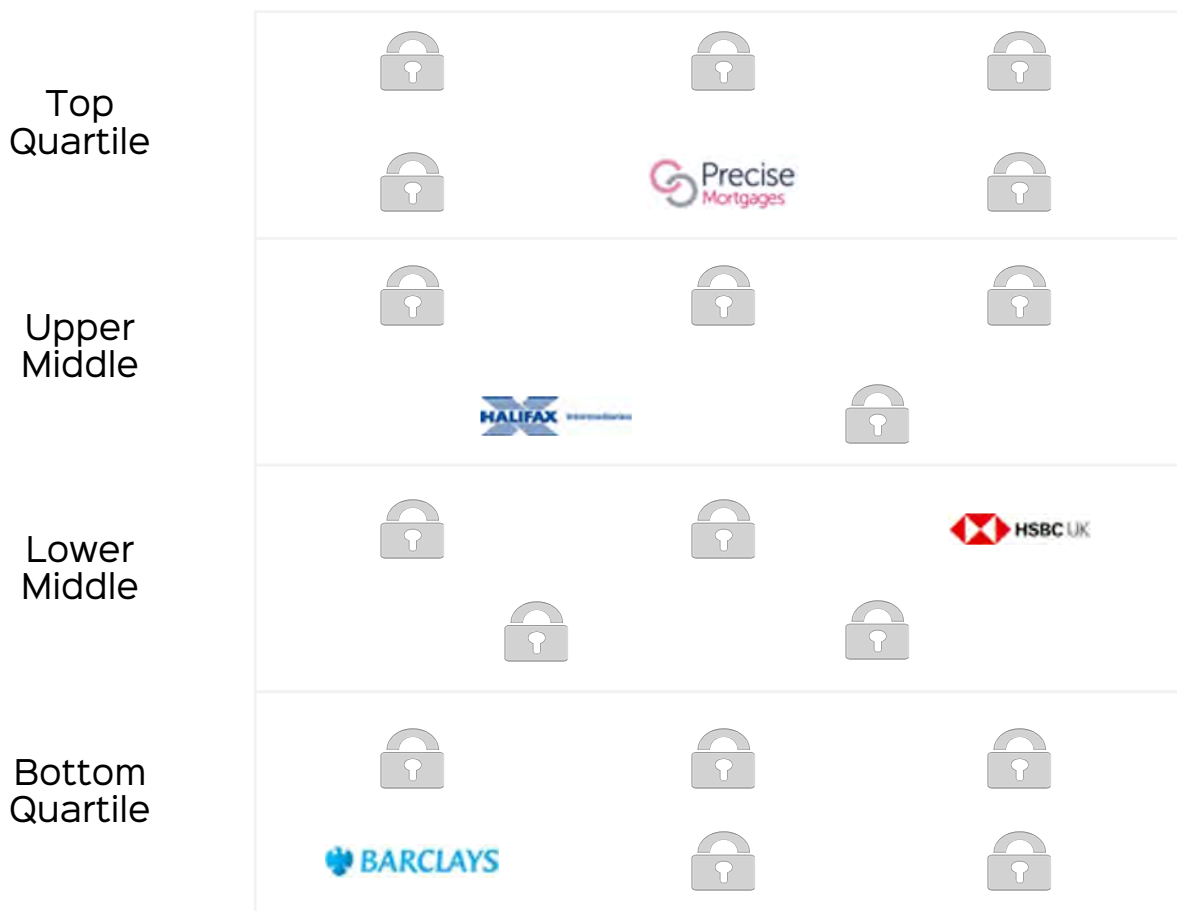 Top
Quartile
Precise
Mortgages
Upper
Middle
HALIFAX
Lower
Middle
HSBC UK
Bottom
Quartile
BARCLAYS